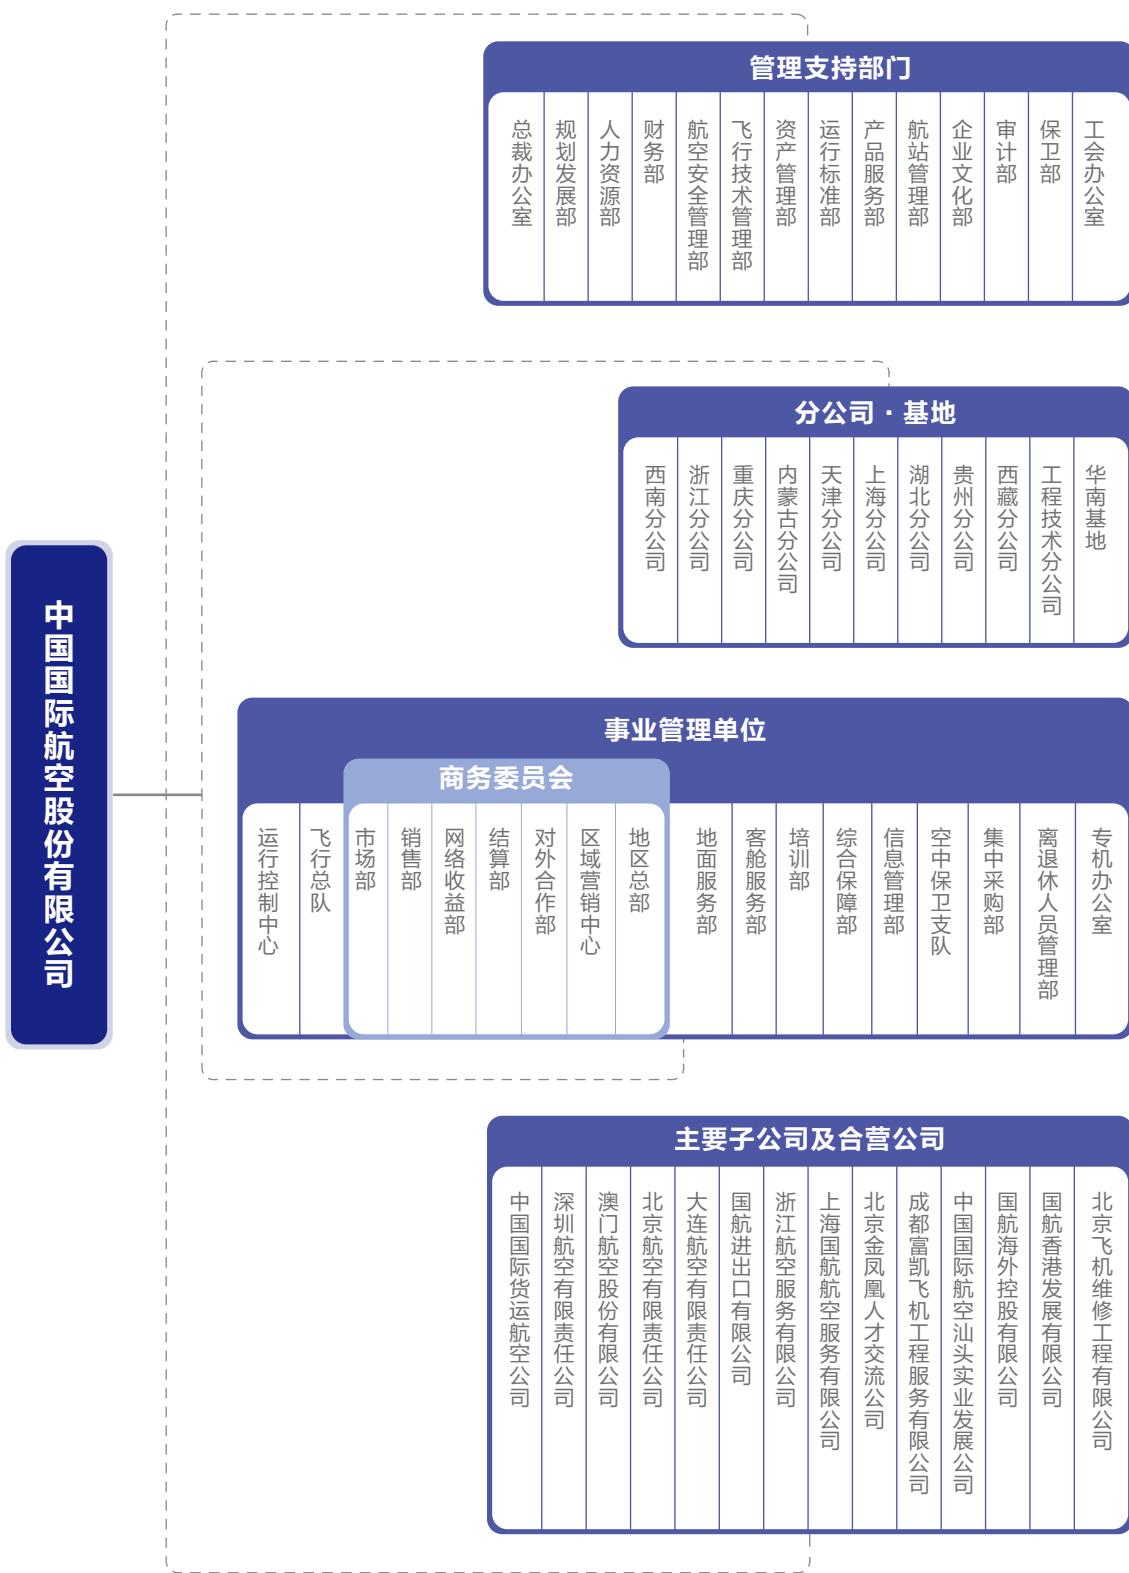 中国国际航空股份有限公司
管理支持部门
总裁办公室
规划发展部
人力资源部
财务部
航空安全管理部
飞行技术管理部
资产管理部
运行标准部
产品服务部
航站管理部
企业文化部
审计部
保卫部
工会办公室
分公司·基地
西南分公司
浙江分公司
重庆分公司
内蒙古分公司
天津分公司
上海分公司
湖北分公司
贵州分公司
西藏分公司
工程技术分公司
华南基地
事业管理单位
商务委员会
运行控制中心
飞行总队
市场部
销售部
网络收益部
结算部
对外合作部
区域营销中心
地区总部
地面服务部
客舱服务部
培训部
综合保障部
信息管理部
空中保卫支队
集中采购部
离退休人员管理部
专机办公室
主要子公司及合营公司
中国国际货运航空公司
深圳航空有限责任公司
澳门航空股份有限公司
北京航空有限责任公司
大连航空有限责任公司
国航进出口有限公司
浙江航空服务有限公司
上海国航航空服务有限公司
北京金凤凰人才交流公司
成都富凯飞机工程服务有限公司
中国国际航空汕头实业发展公司
国航海外控股有限公司
国航香港发展有限公司
北京飞机维修工程有限公司